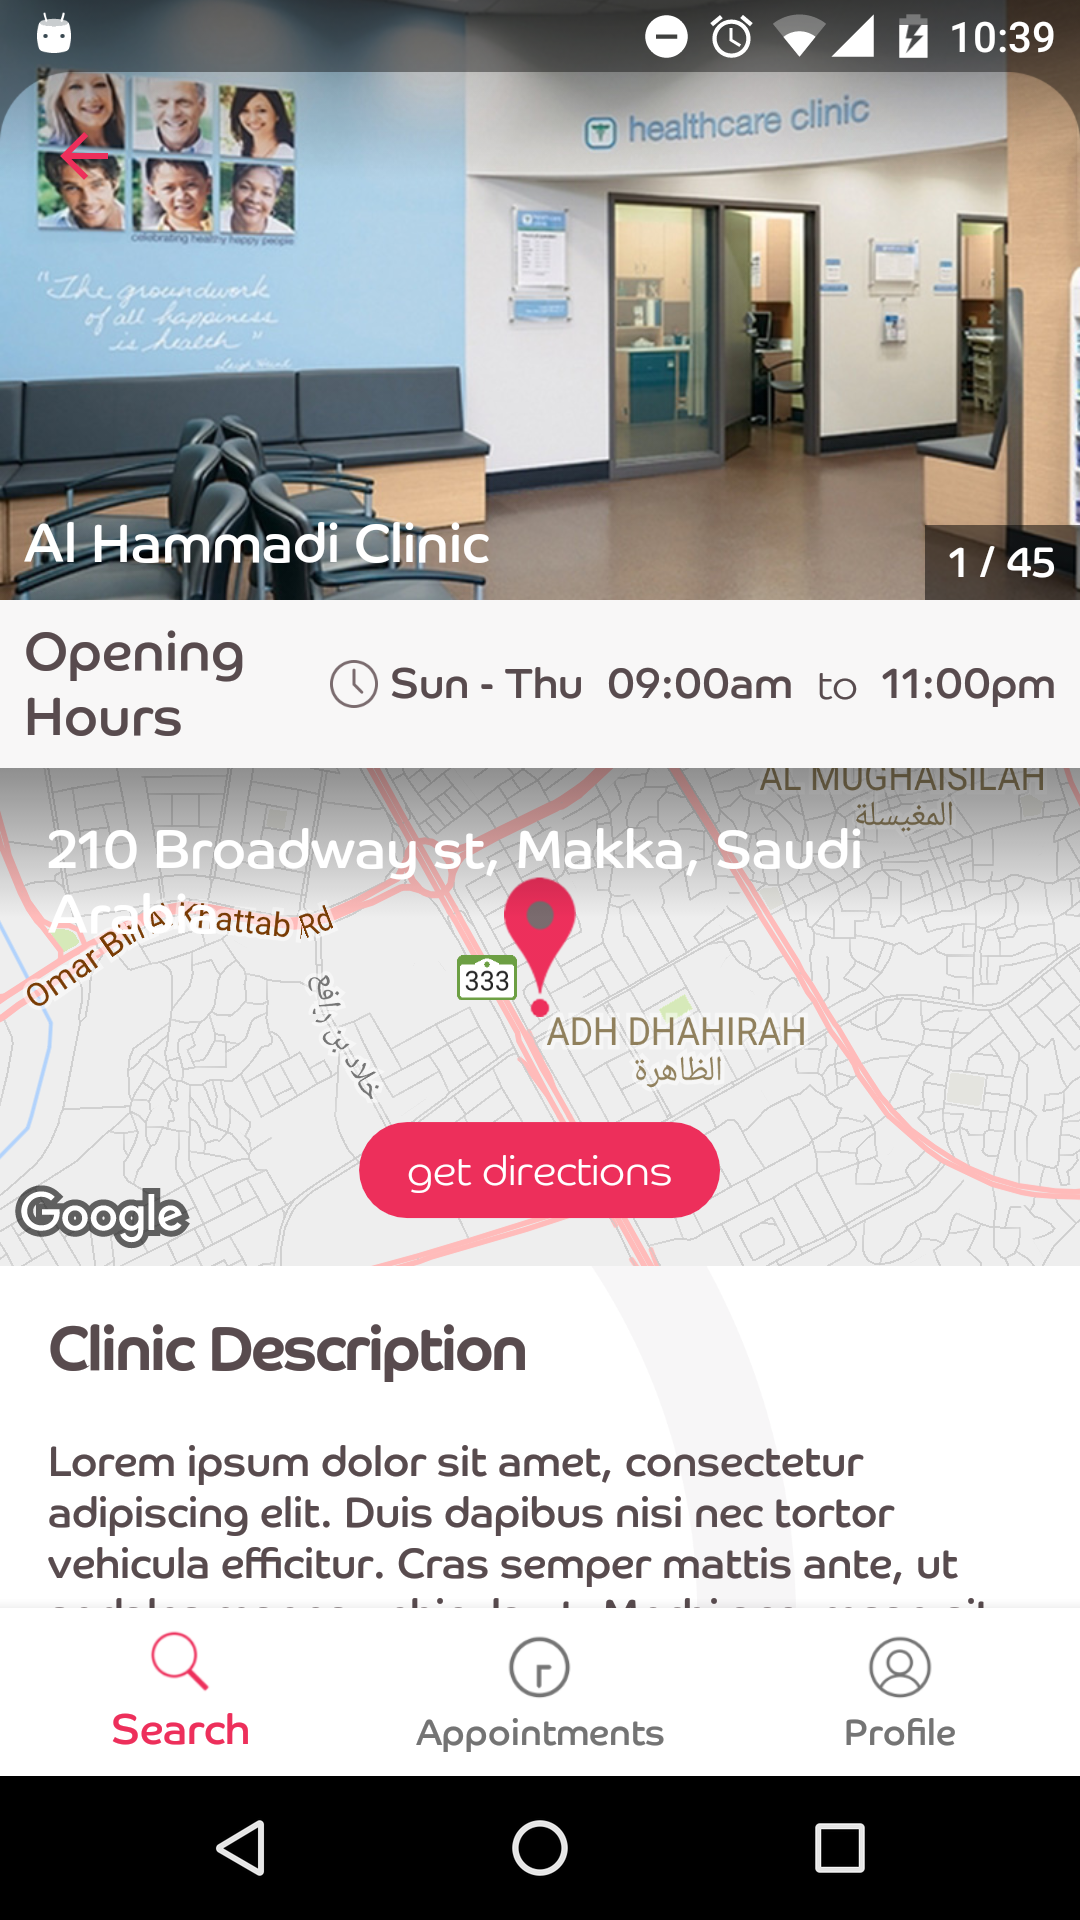 10:39
healthcare clinic
celebrating healthy happy people
"The groundwork
of all happiness
is health"
Leigh Hunt
Al Hammadi Clinic
1 / 45
Opening
Hours
Sun - Thu 09:00am to 11:00pm
AL MUGHAISILAH
المغيسلة
210 Broadway st, Makka, Saudi
Arabia
Omar Bin Al Khattab Rd
333
خلاد بن رافع
ADH DHAHIRAH
الظاهرة
get directions
Google
Clinic Description
Lorem ipsum dolor sit amet, consectetur
adipiscing elit. Duis dapibus nisi nec tortor
vehicula efficitur. Cras semper mattis ante, ut
Search
Appointments
Profile